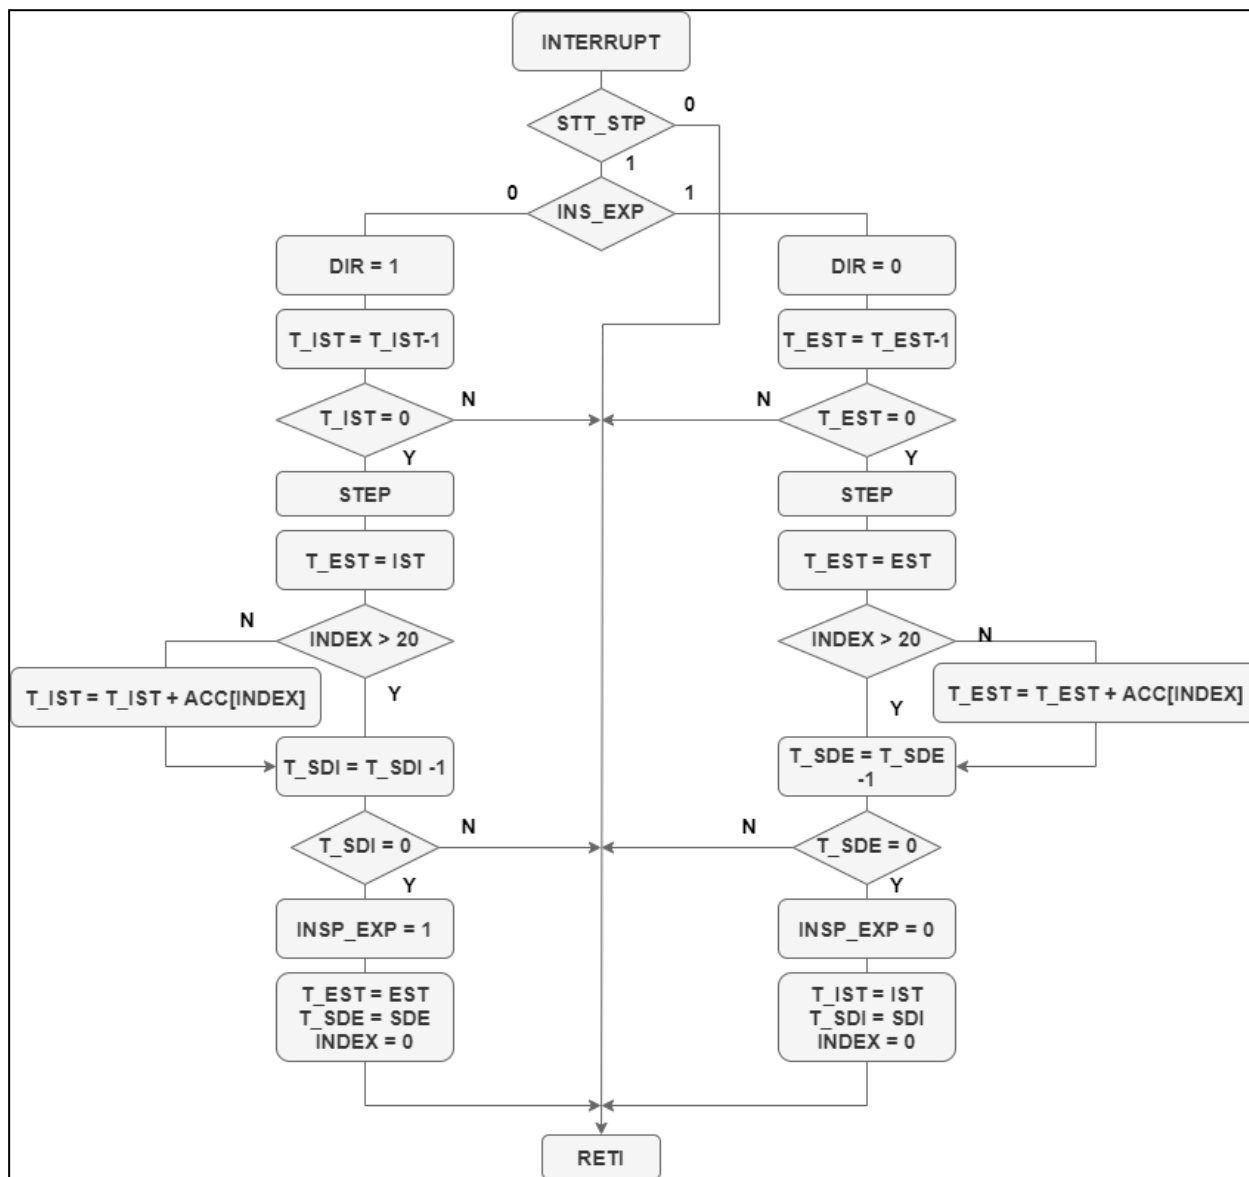 INTERRUPT
0
STT_STP
1
0
INS_EXP
1
DIR = 1
DIR = 0
T_IST = T_IST-1
T_EST = T_EST-1
T_IST = 0
N
N
T_EST = 0
Y
Y
STEP
STEP
T_EST = IST
T_EST = EST
N
INDEX > 20
INDEX > 20
N
T_IST = T_IST + ACC[INDEX]
Y
Y
T_EST = T_EST + ACC[INDEX]
T_SDI = T_SDI -1
T_SDE = T_SDE
-1
T_SDI = 0
N
N
T_SDE = 0
Y
Y
INSP_EXP = 1
INSP_EXP = 0
T_EST = EST
T_SDE = SDE
INDEX = 0
T_IST = IST
T_SDI = SDI
INDEX = 0
RETI